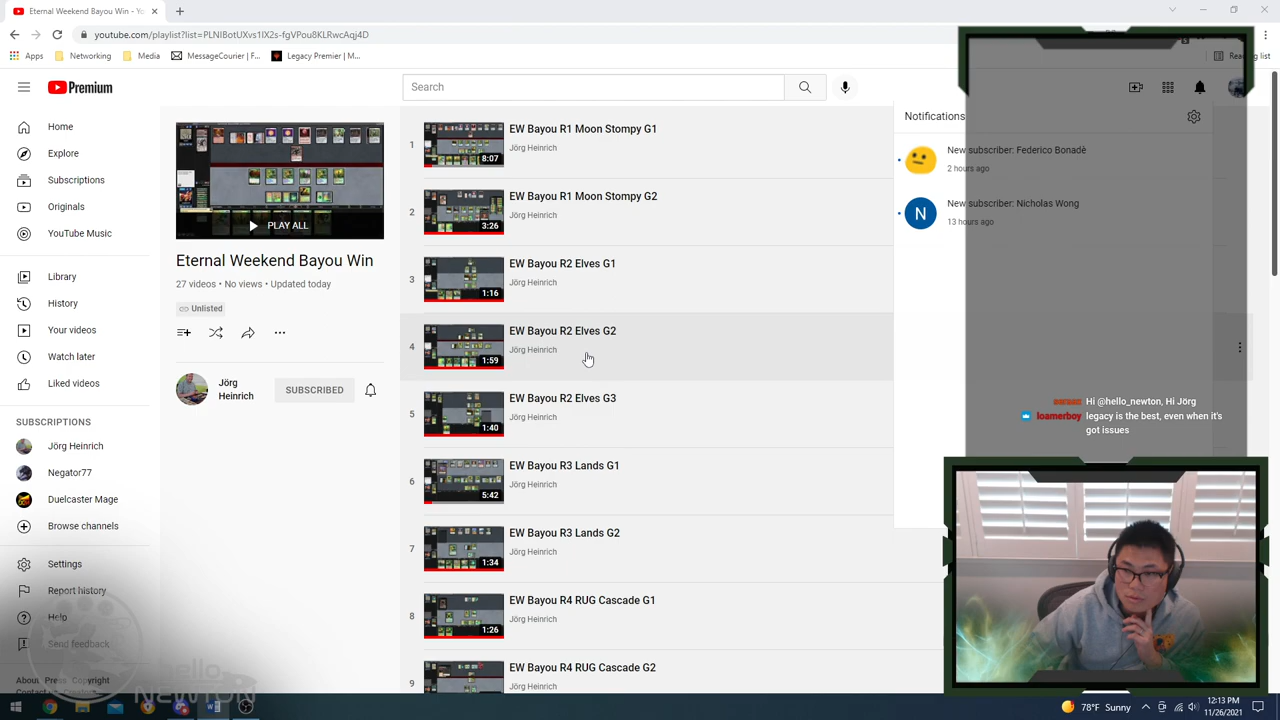 Eternal Weekend Bayou Win - Yo
youtube.com/playlist?list=PLNIBotUXvs1IX2s-fgVPou8KLRwcAqj4D
Apps
Networking
Media
MessageCourier | F...
Legacy Premier | M...
Reading list
Premium
Search
Home
Explore
Subscriptions
Originals
YouTube Music
Library
History
Your videos
Watch later
Liked videos
SUBSCRIPTIONS
Jörg Heinrich
Negator77
Duelcaster Mage
Browse channels
Settings
Report history
Help
Send feedback
About Press Copyright
PLAY ALL
Eternal Weekend Bayou Win
27 videos • No views • Updated today
Unlisted
Jörg
Heinrich
SUBSCRIBED
1
8:07
EW Bayou R1 Moon Stompy G1
Jörg Heinrich
2
3:26
EW Bayou R1 Moon Stompy G2
Jörg Heinrich
3
1:16
EW Bayou R2 Elves G1
Jörg Heinrich
4
1:59
EW Bayou R2 Elves G2
Jörg Heinrich
5
1:40
EW Bayou R2 Elves G3
Jörg Heinrich
6
5:42
EW Bayou R3 Lands G1
Jörg Heinrich
7
1:34
EW Bayou R3 Lands G2
Jörg Heinrich
8
1:26
EW Bayou R4 RUG Cascade G1
Jörg Heinrich
9
EW Bayou R4 RUG Cascade G2
Jörg Heinrich
Notifications
New subscriber: Federico Bonadè
2 hours ago
N
New subscriber: Nicholas Wong
13 hours ago
Hi @hello_newton, Hi Jörg
loamerboy legacy is the best, even when it's
got issues
Hello
NEWTON
78°F Sunny
12:13 PM
11/26/2021